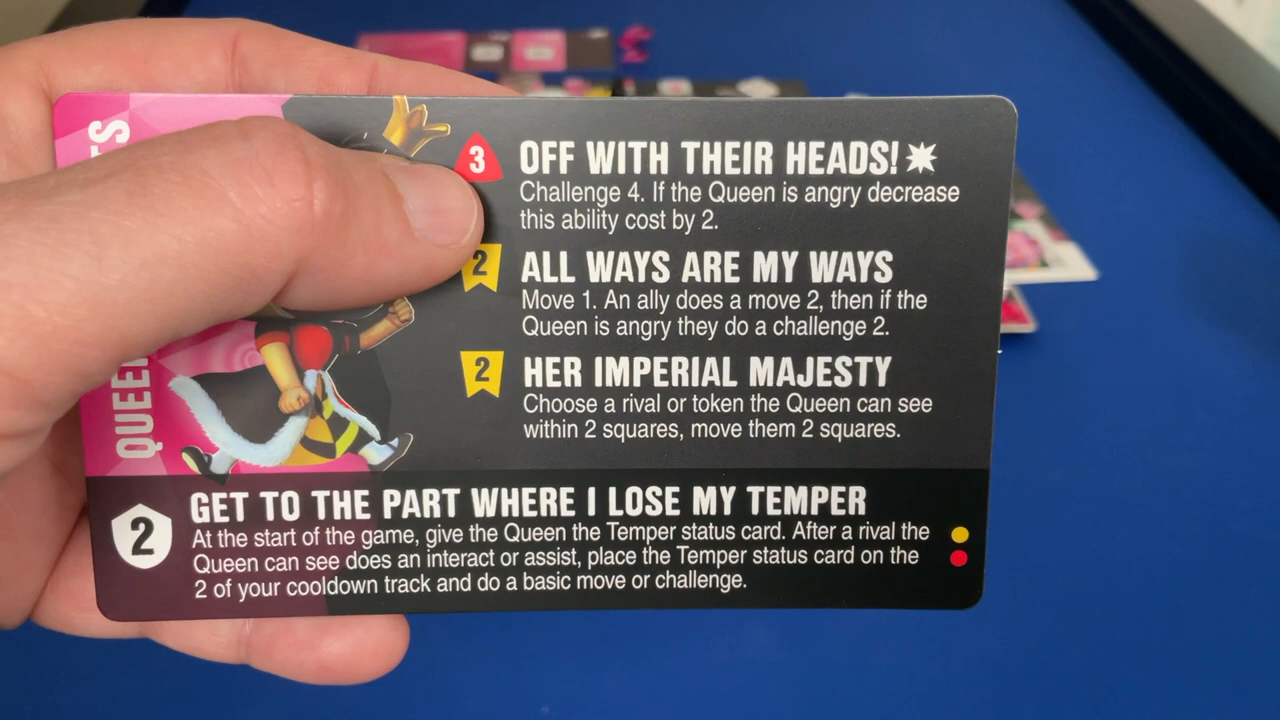 3 OFF WITH THEIR HEADS!
Challenge 4. If the Queen is angry decrease
this ability cost by 2.
2 ALL WAYS ARE MY WAYS
Move 1. An ally does a move 2, then if the
Queen is angry they do a challenge 2.
2 HER IMPERIAL MAJESTY
Choose a rival or token the Queen can see
within 2 squares, move them 2 squares.
2 GET TO THE PART WHERE I LOSE MY TEMPER
At the start of the game, give the Queen the Temper status card. After a rival the
Queen can see does an interact or assist, place the Temper status card on the
2 of your cooldown track and do a basic move or challenge.